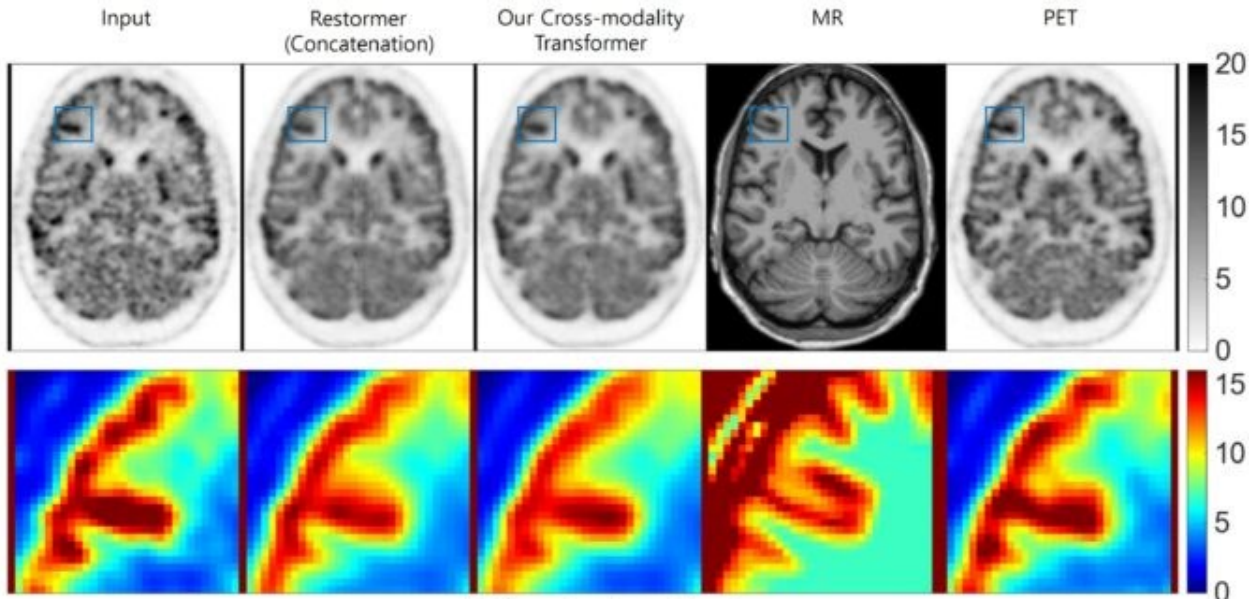 Input
Restormer
(Concatenation)
Our Cross-modality
Transformer
MR
PET
20
15
10
5
0
15
10
5
0